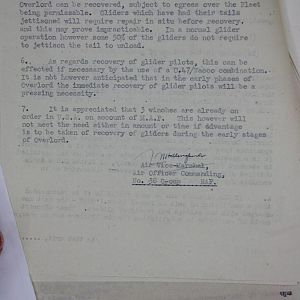 Overlord can be recovered, subject to egress over the Fleet
being permissable. Gliders which have had their tails
jettisonned will require repair in situ before recovery,
and this may prove impracticable. In a normal glider
operation however some 50% of the gliders do not require
to jettison the tail to unload.
6. As regards recovery of glider pilots, this can be
effected if necessary by the use of a D.47/Wacco combination.
It is not however anticipated that in the early phases of
Overlord the immediate recovery of glider pilots will be a
pressing necessity.
7. It is appreciated that 3 winches are already on
order in U.S.A. on account of M.A.P. This however will
not meet the need either in amount or time if advantage
is to be taken of recovery of gliders during the early stages
of Overlord.
Air Vice-Marshal,
Air Officer Commanding,
No. 38 Group RAF.